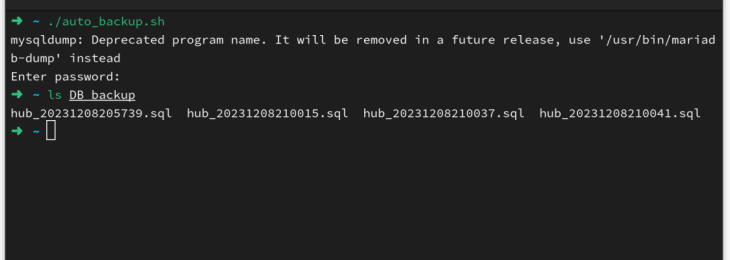 ➜ ~ ./auto_backup.sh
mysqldump: Deprecated program name. It will be removed in a future release, use '/usr/bin/mariad
b-dump' instead
Enter password:
➜ ~ ls DB_backup
hub_20231208205739.sql hub_20231208210015.sql hub_20231208210037.sql hub_20231208210041.sql
➜ ~